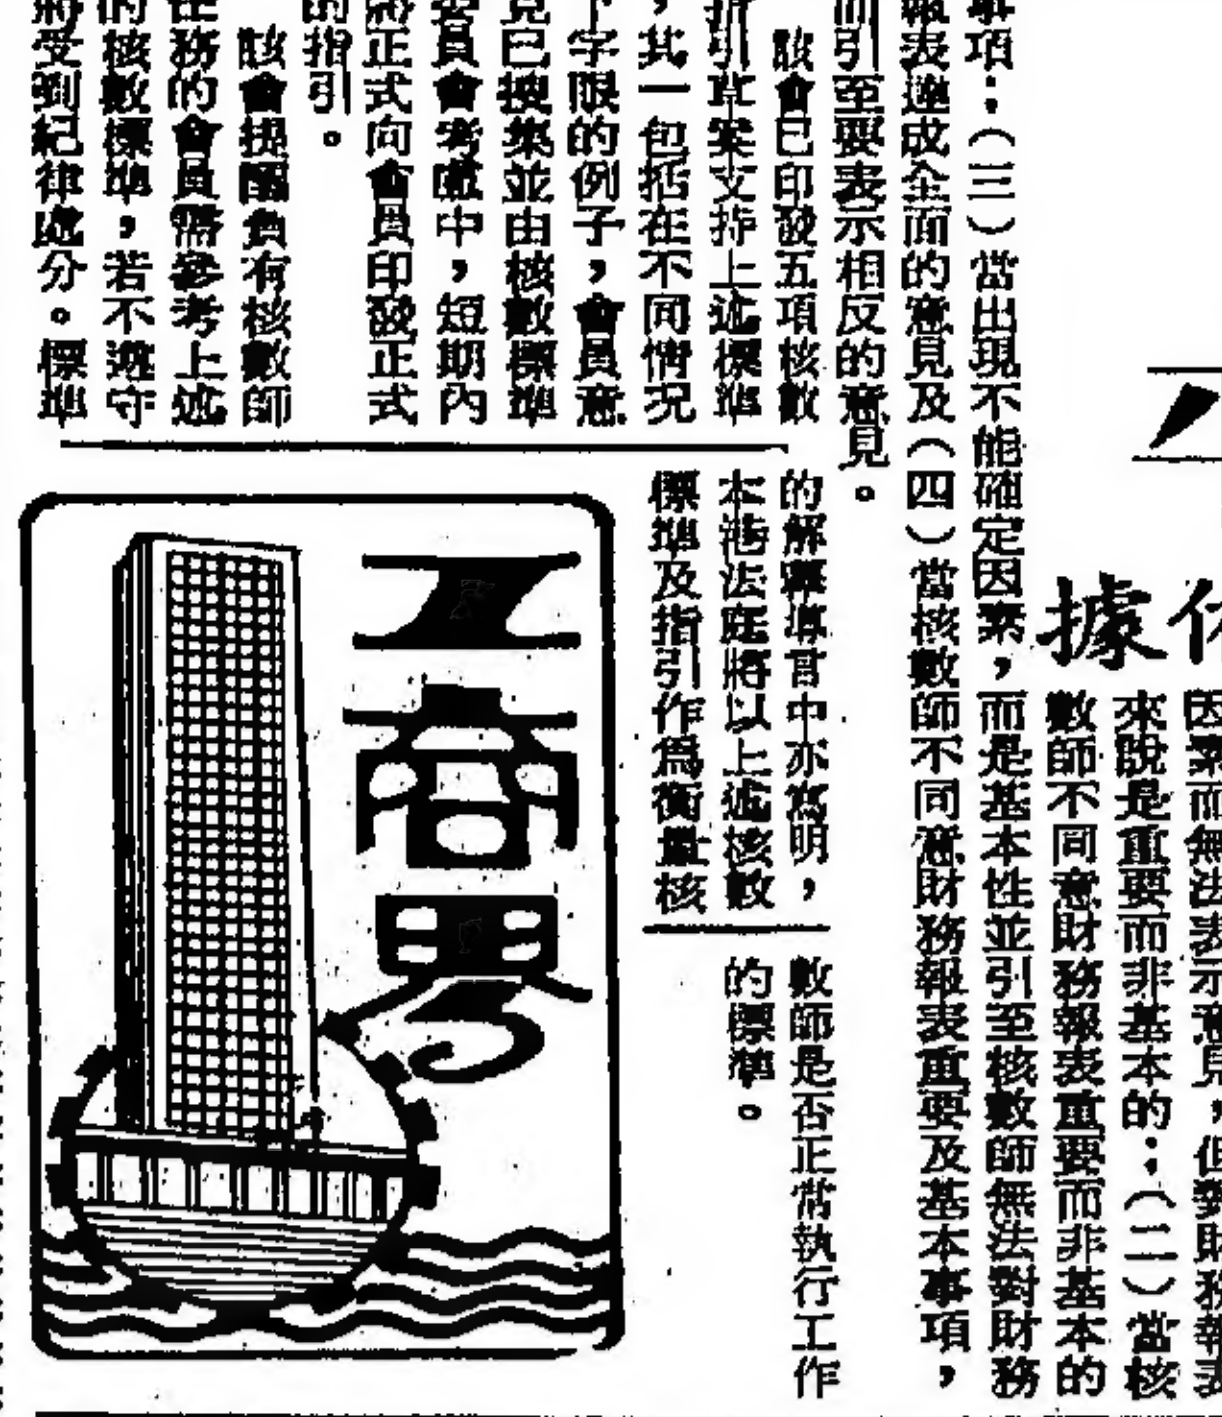 依據
因素而無法表示意見,但對財務報表
來說是重要而非基本的;(二)當核
數師不同意財務報表重要而非基本的
事項;(三)當出現不能確定因素,而是基本性並引至核數師無法對財務
報表達成全面的意見及(四)當核數師不同意財務報表重要及基本事項,
而引至要表示相反的意見。
該會已印發五項核數
指引草案支持上述標準
,其一包括在不同情況
下字眼的例子,會員意
見已搜集並由核數標準
委員會考慮中,短期內
將正式向會員印發正式
的指引。
該會提醒負有核數師
任務的會員需參考上述
的核數標準,若不遵守
將受到紀律處分。標準
的解釋導言中亦寫明,
本港法庭將以上述核數
標準及指引作爲衡量核
數師是否正常執行工作
的標準。
工商界